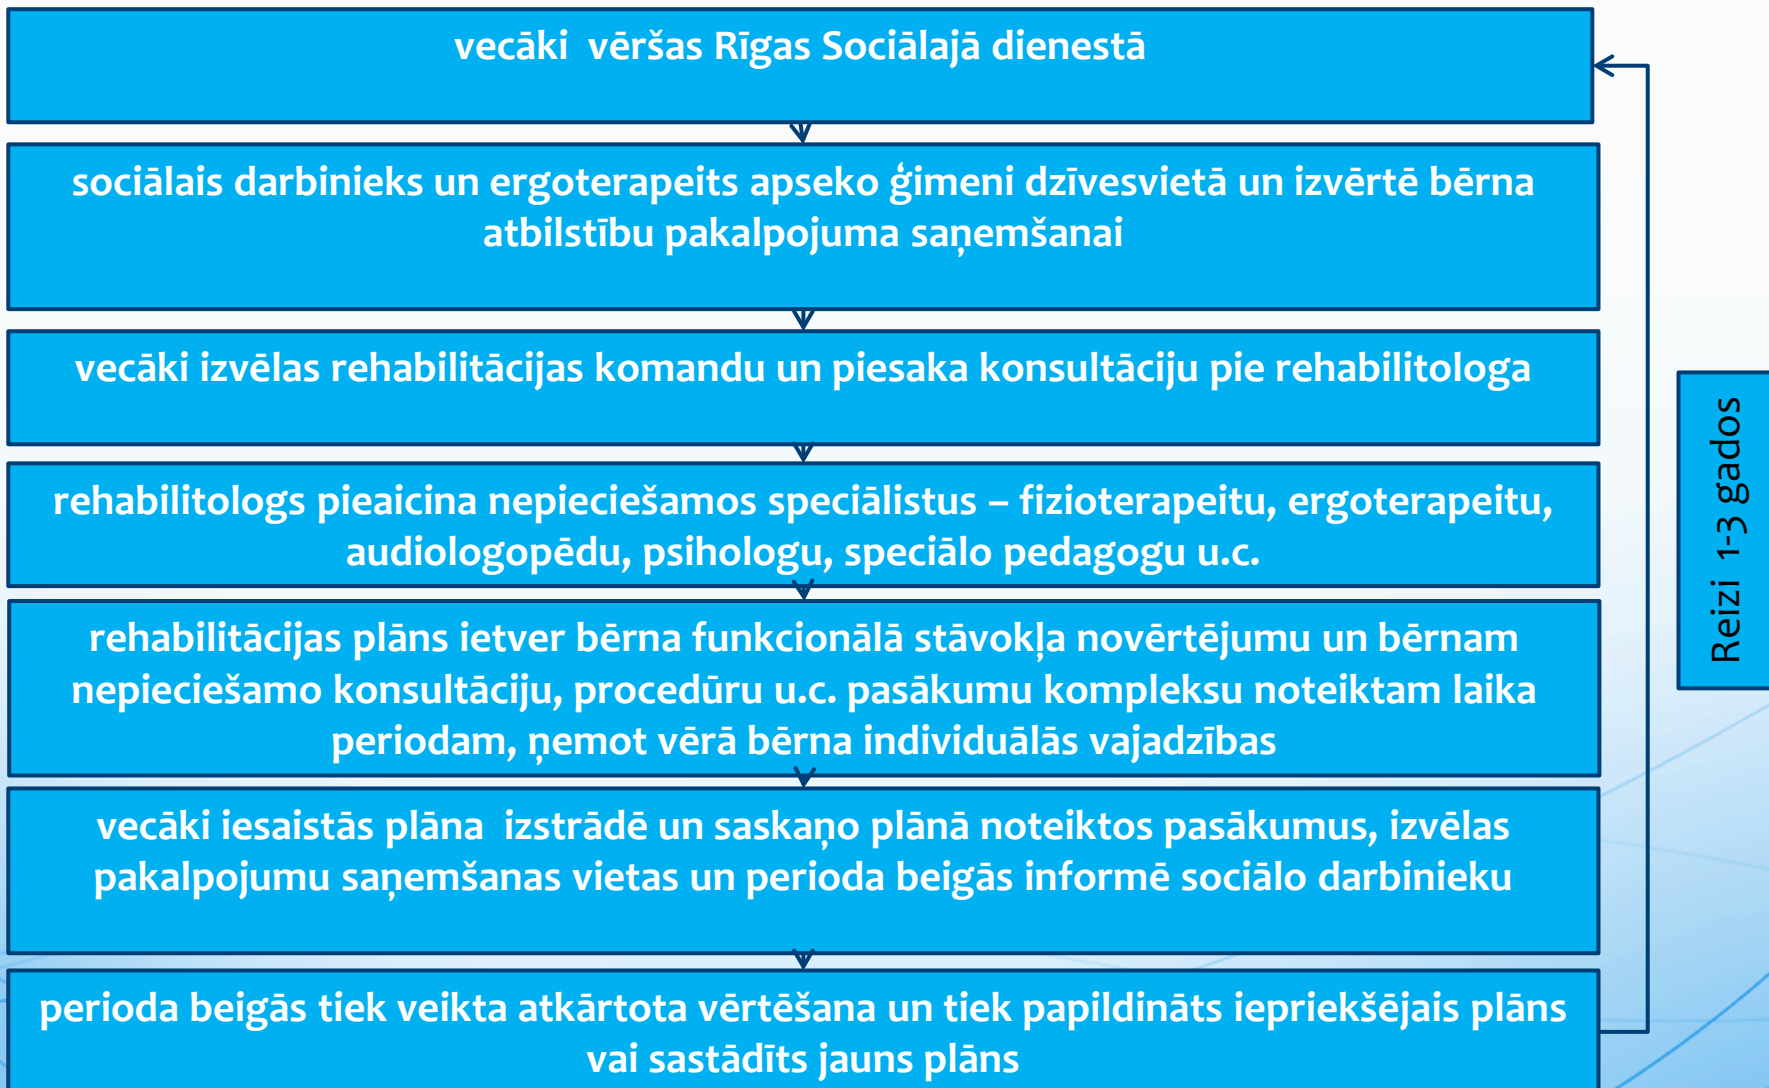 vecāki  vēršas Rīgas Sociālajā dienestā
sociālais darbinieks un ergoterapeits apseko ģimeni dzīvesvietā un izvērtē bērna
atbilstību pakalpojuma saņemšanai
vecāki izvēlas rehabilitācijas komandu un piesaka konsultāciju pie rehabilitologa
rehabilitologs pieaicina nepieciešamos speciālistus – fizioterapeitu, ergoterapeitu,
audiologopēdu, psihologu, speciālo pedagogu u.c.
rehabilitācijas plāns ietver bērna funkcionālā stāvokļa novērtējumu un bērnam
nepieciešamo konsultāciju, procedūru u.c. pasākumu kompleksu noteiktam laika
periodam, ņemot vērā bērna individuālās vajadzības
vecāki iesaistās plāna  izstrādē un saskaņo plānā noteiktos pasākumus, izvēlas
pakalpojumu saņemšanas vietas un perioda beigās informē sociālo darbinieku
perioda beigās tiek veikta atkārtota vērtēšana un tiek papildināts iepriekšējais plāns
vai sastādīts jauns plāns
Reizi  1-3 gados